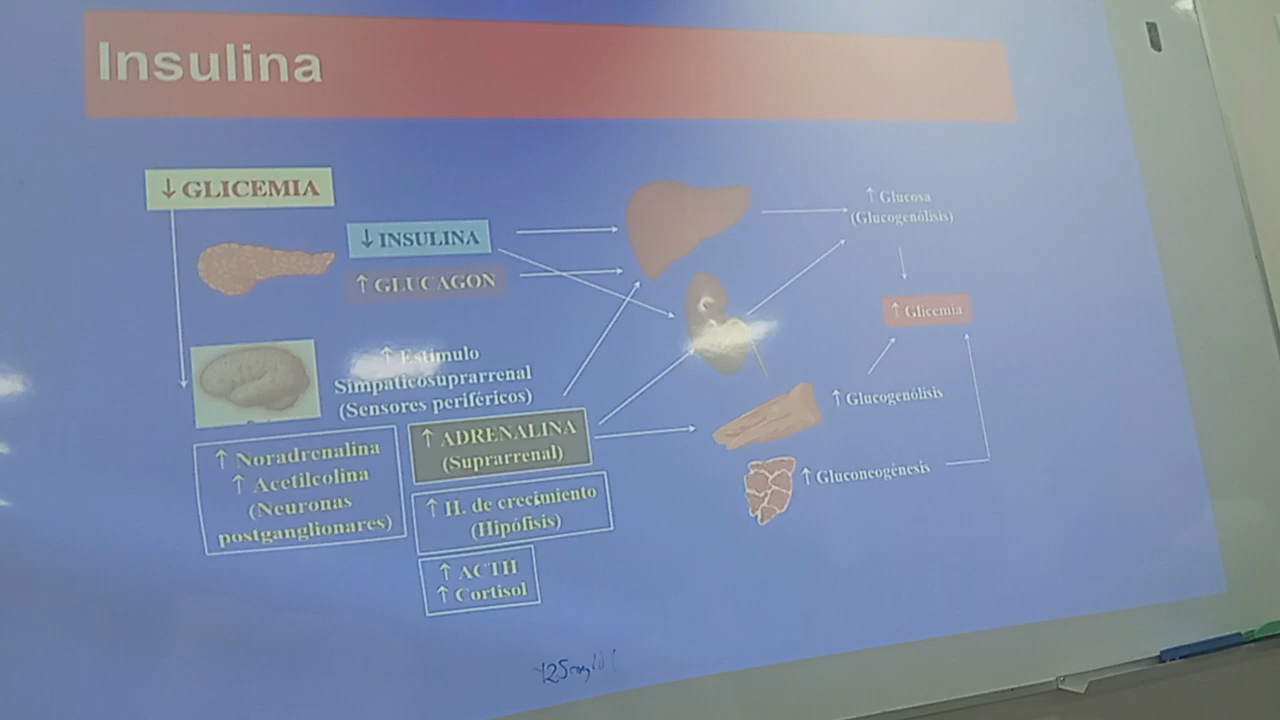 Insulina
↓ GLICEMIA
↓ INSULINA
↑ GLUCAGON
↑ Estímulo
Simpaticosuprarrenal
(Sensores periféricos)
↑ Noradrenalina
↑ Acetilcolina
(Neuronas
postganglionares)
↑ ADRENALINA
(Suprarrenal)
↑ H. de crecimiento
(Hipófisis)
↑ ACTH
↑ Cortisol
↑ Glucosa
(Glucogenólisis)
↑ Glicemia
↑ Glucogenólisis
↑ Gluconeogénesis